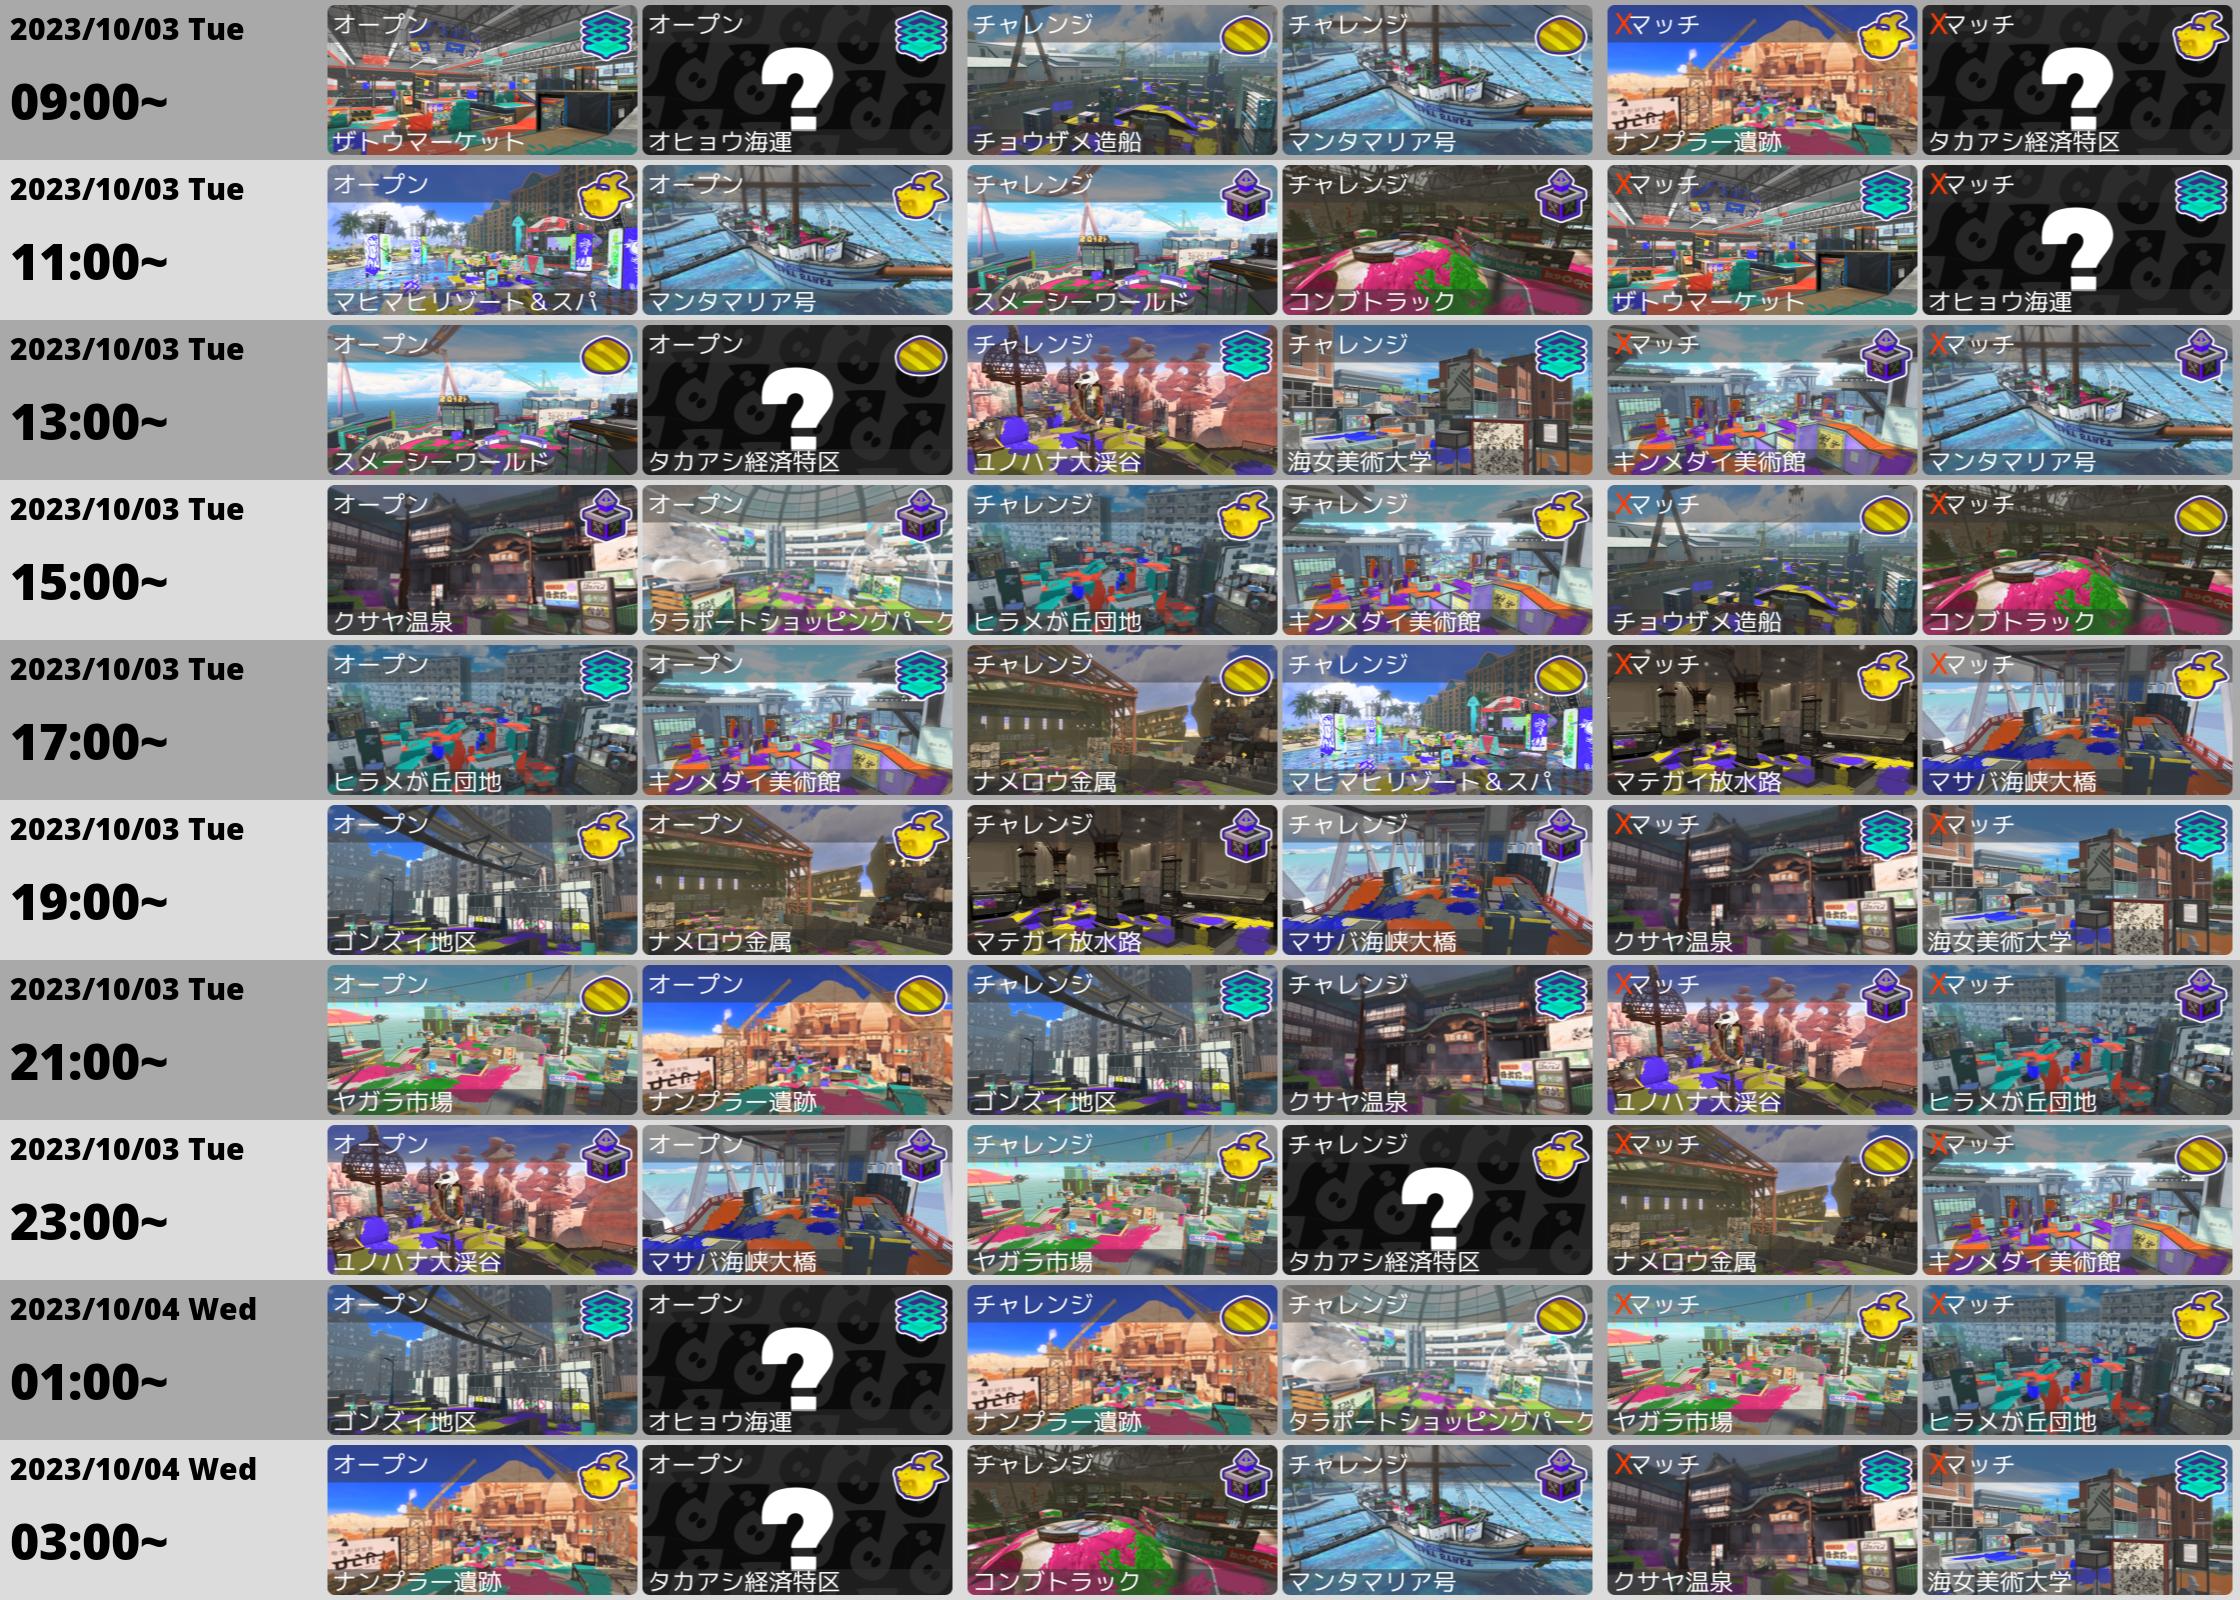 2023/10/03 Tue
09:00~
オープン
ザトウマーケット
オープン
オヒョウ海運
チャレンジ
チョウザメ造船
チャレンジ
マンタマリア号
Xマッチ
ナンプラー遺跡
Xマッチ
タカアシ経済特区
2023/10/03 Tue
11:00~
オープン
マヒマヒリゾート&スパ
オープン
マンタマリア号
チャレンジ
スメーシーワールド
チャレンジ
コンブトラック
Xマッチ
ザトウマーケット
Xマッチ
オヒョウ海運
2023/10/03 Tue
13:00~
オープン
スメーシーワールド
オープン
タカアシ経済特区
チャレンジ
ユノハナ大渓谷
チャレンジ
海女美術大学
Xマッチ
キンメダイ美術館
Xマッチ
マンタマリア号
2023/10/03 Tue
15:00~
オープン
クサヤ温泉
オープン
タラポートショッピングパーク
チャレンジ
ヒラメが丘団地
チャレンジ
キンメダイ美術館
Xマッチ
チョウザメ造船
Xマッチ
コンブトラック
2023/10/03 Tue
17:00~
オープン
ヒラメが丘団地
オープン
キンメダイ美術館
チャレンジ
ナメロウ金属
チャレンジ
マヒマヒリゾート&スパ
Xマッチ
マテガイ放水路
Xマッチ
マサバ海峡大橋
2023/10/03 Tue
19:00~
オープン
ゴンズイ地区
オープン
ナメロウ金属
チャレンジ
マテガイ放水路
チャレンジ
マサバ海峡大橋
Xマッチ
クサヤ温泉
Xマッチ
海女美術大学
2023/10/03 Tue
21:00~
オープン
ヤガラ市場
オープン
ナンプラー遺跡
チャレンジ
ゴンズイ地区
チャレンジ
クサヤ温泉
Xマッチ
ユノハナ大渓谷
Xマッチ
ヒラメが丘団地
2023/10/03 Tue
23:00~
オープン
ユノハナ大渓谷
オープン
マサバ海峡大橋
チャレンジ
ヤガラ市場
チャレンジ
タカアシ経済特区
Xマッチ
ナメロウ金属
Xマッチ
キンメダイ美術館
2023/10/04 Wed
01:00~
オープン
ゴンズイ地区
オープン
オヒョウ海運
チャレンジ
ナンプラー遺跡
チャレンジ
タラポートショッピングパーク
Xマッチ
ヤガラ市場
Xマッチ
ヒラメが丘団地
2023/10/04 Wed
03:00~
オープン
ナンプラー遺跡
オープン
タカアシ経済特区
チャレンジ
コンブトラック
チャレンジ
マンタマリア号
Xマッチ
クサヤ温泉
Xマッチ
海女美術大学